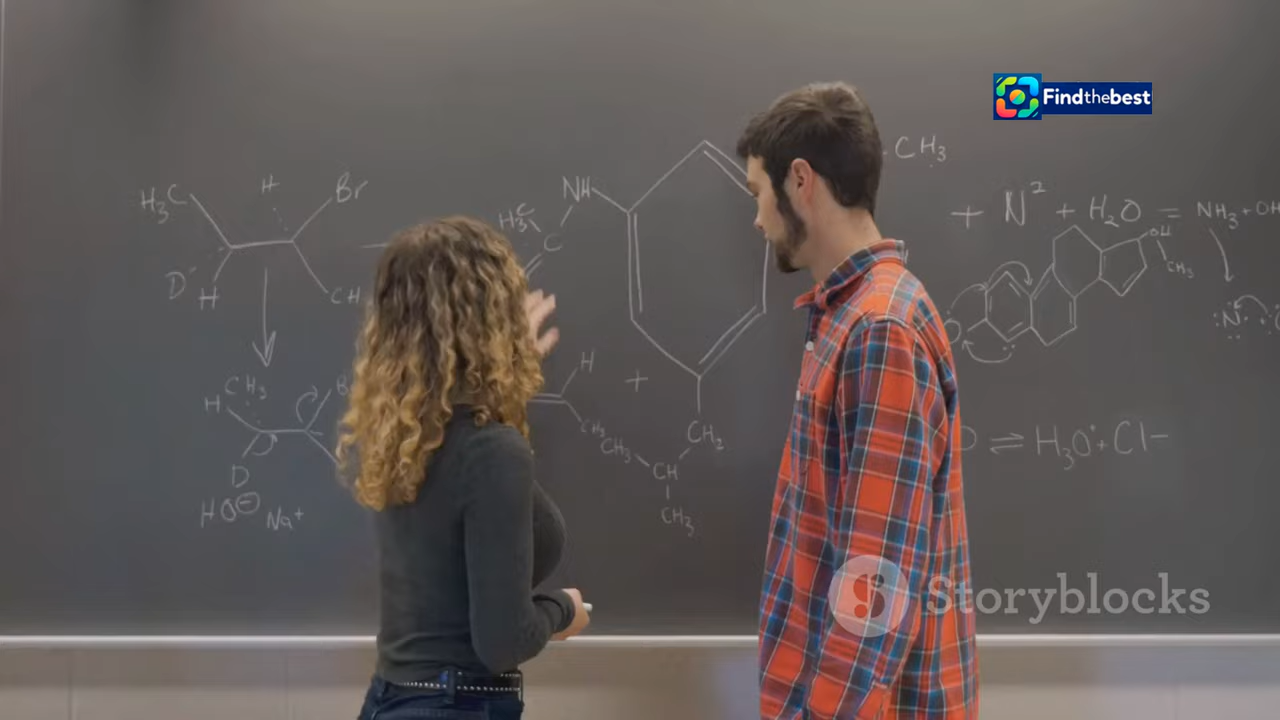 Findthebest
H₃C H Br
D H CH
CH₃
H
D
HO⊖ Na⁺
H₃C NH
C
H
CH₃
+
CH₂
CH₃ CH
CH₃
CH₃
+ N² + H₂O = NH₃ + OH
OH
CH₃
:N
⇌ H₃O⁺ + Cl−
Storyblocks